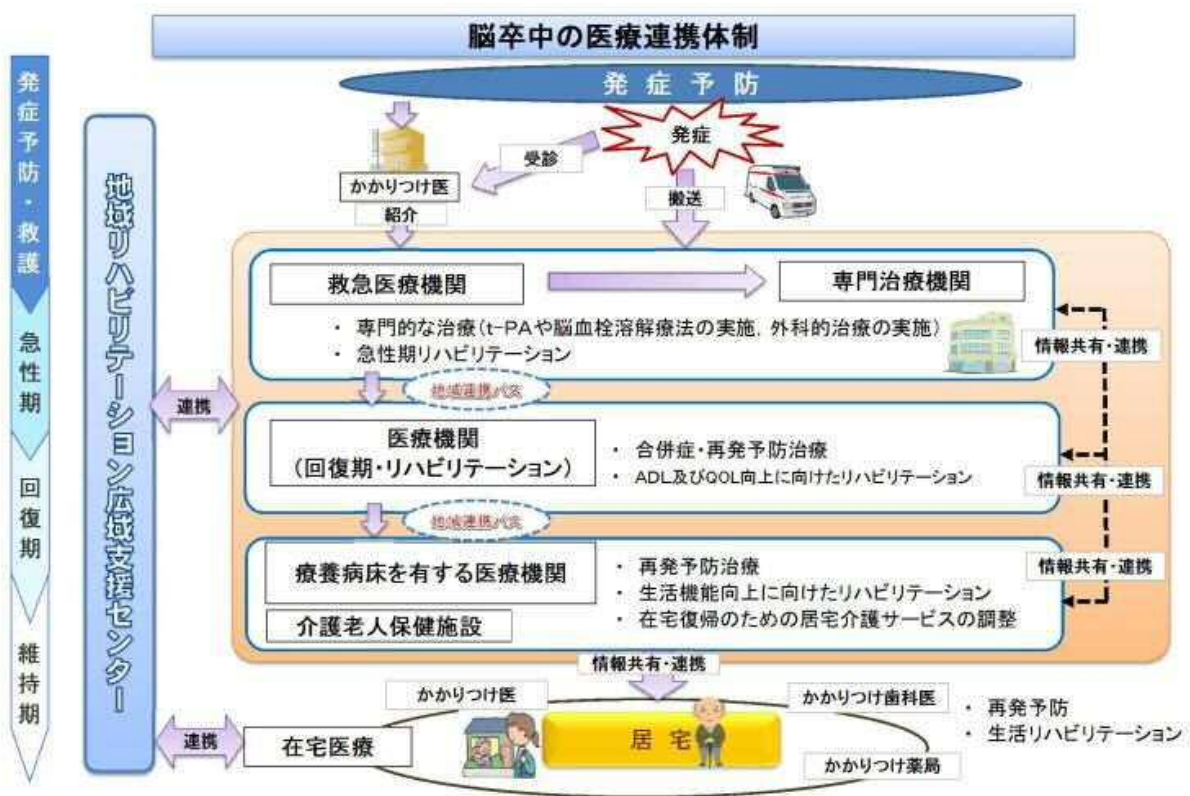 脳卒中の医療連携体制
発症予防
発症予防・救護
急性期
回復期
維持期
地域リハビリテーション広域支援センター
発症
受診
かかりつけ医
紹介
搬送
救急医療機関
専門治療機関
・ 専門的な治療(t-PAや脳血栓溶解療法の実施，外科的治療の実施)
・ 急性期リハビリテーション
情報共有・連携
連携
地域連携パス
医療機関
(回復期・リハビリテーション)
・ 合併症・再発予防治療
・ ADL及びQOL向上に向けたリハビリテーション
情報共有・連携
地域連携パス
療養病床を有する医療機関
介護老人保健施設
・ 再発予防治療
・ 生活機能向上に向けたリハビリテーション
・ 在宅復帰のための居宅介護サービスの調整
情報共有・連携
情報共有・連携
かかりつけ医
かかりつけ歯科医
連携
在宅医療
居宅
かかりつけ薬局
・ 再発予防
・ 生活リハビリテーション